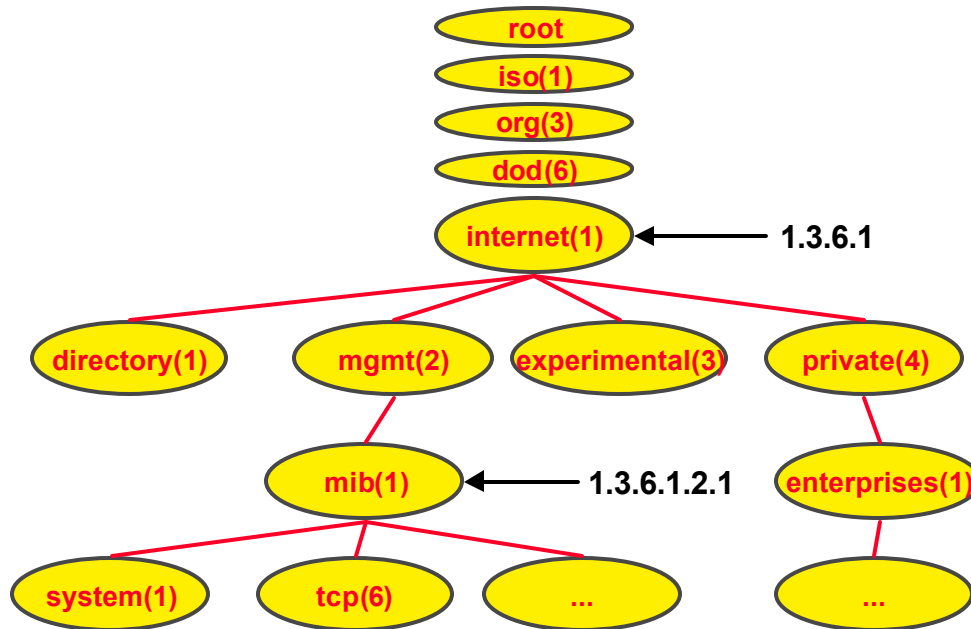 root
iso(1)
org(3)
dod(6)
internet(1)
1.3.6.1
directory(1)
mgmt(2)
experimental(3)
private(4)
mib(1)
1.3.6.1.2.1
enterprises(1)
system(1)
tcp(6)
...
...